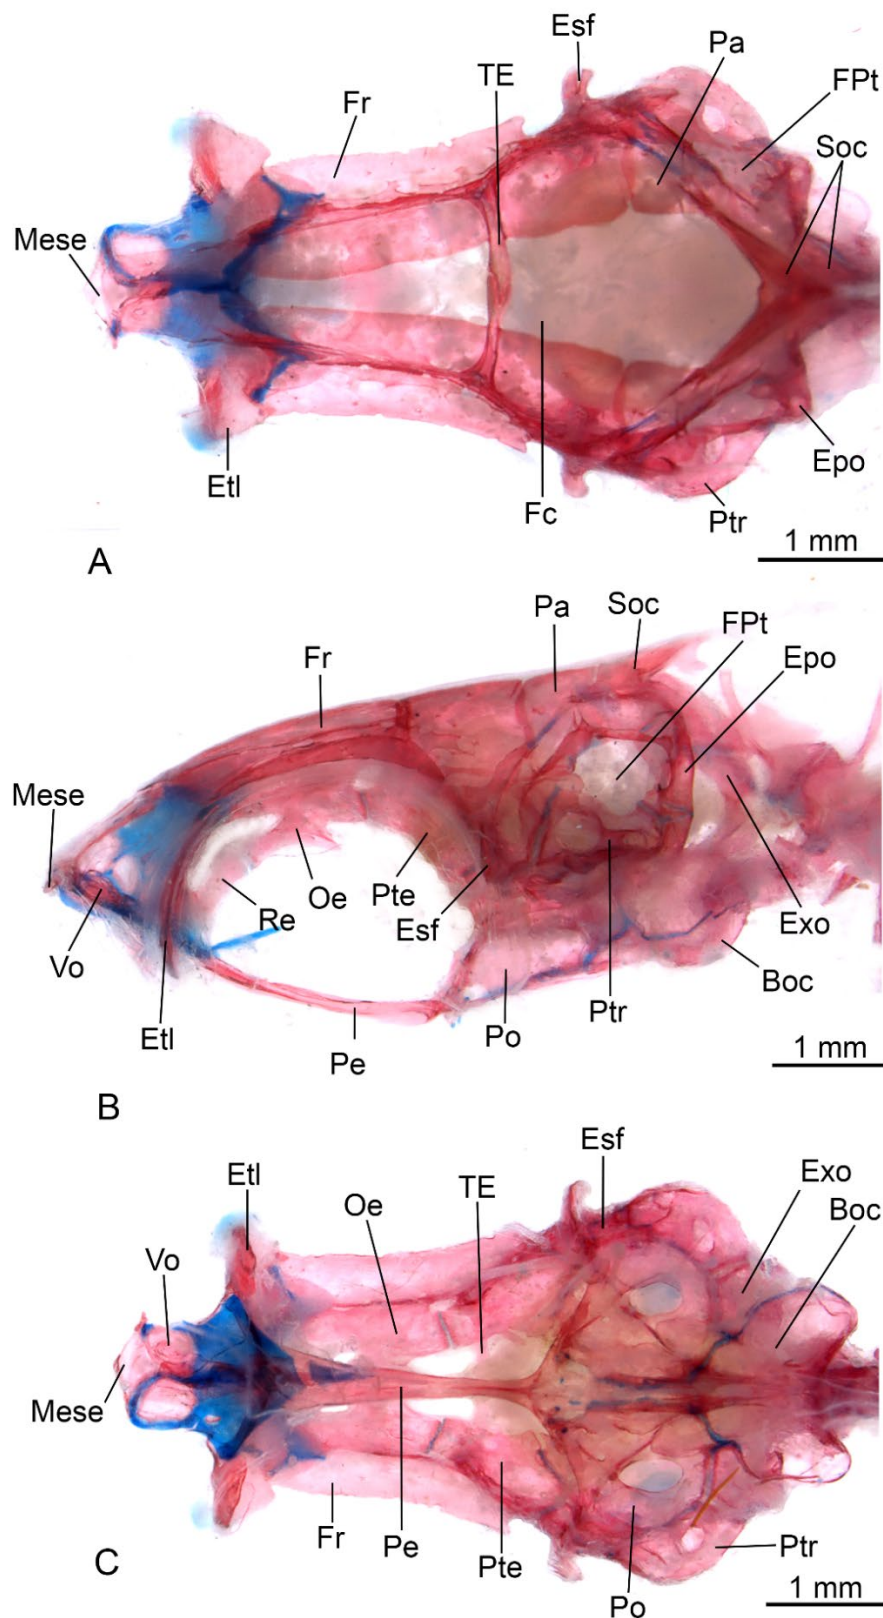 Esf
Pa
TE
FPt
Fr
Soc
Mese
Etl
Epo
Fc
Ptr
1 mm
A
Pa
Soc
FPt
Fr
Epo
Mese
Vo
Re
Oe
Pte
Esf
Exo
Etl
Boc
Ptr
Po
Pe
1 mm
B
Esf
Etl
Exo
TE
Oe
Boc
Vo
Mese
Fr
Pe
Pte
Ptr
C
Po
1 mm